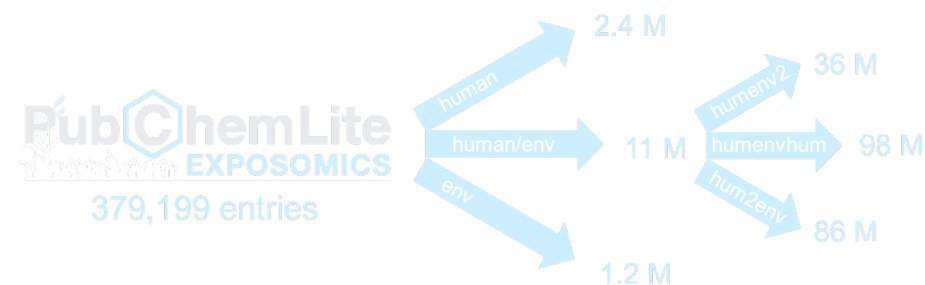 PubChemLite
EXPOSOMICS
379,199 entries
human
2.4 M
human/env
11 M
env
1.2 M
humenv2
36 M
humenvhum
98 M
hum2env
86 M